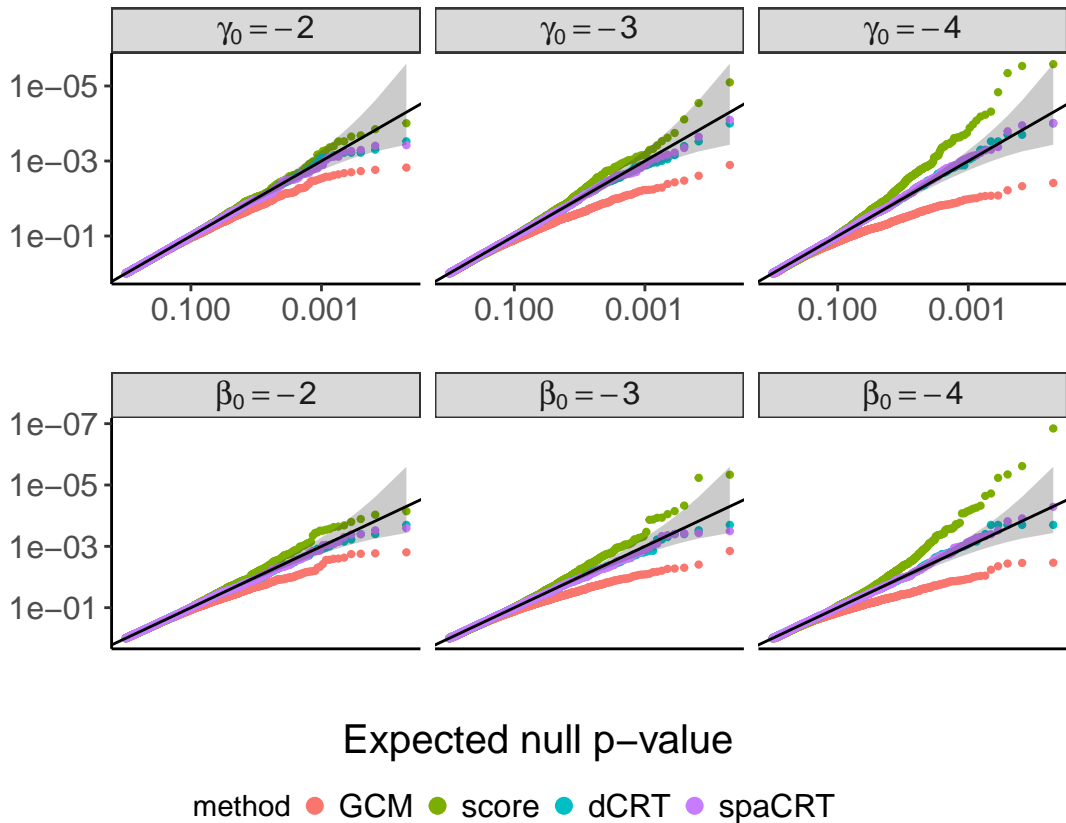 γ₀ = −2 γ₀ = −3 γ₀ = −4
1e−05
1e−03
1e−01
0.100 0.001 0.100 0.001 0.100 0.001
β₀ = −2 β₀ = −3 β₀ = −4
1e−07
1e−05
1e−03
1e−01
Expected null p−value
method GCM score dCRT spaCRT